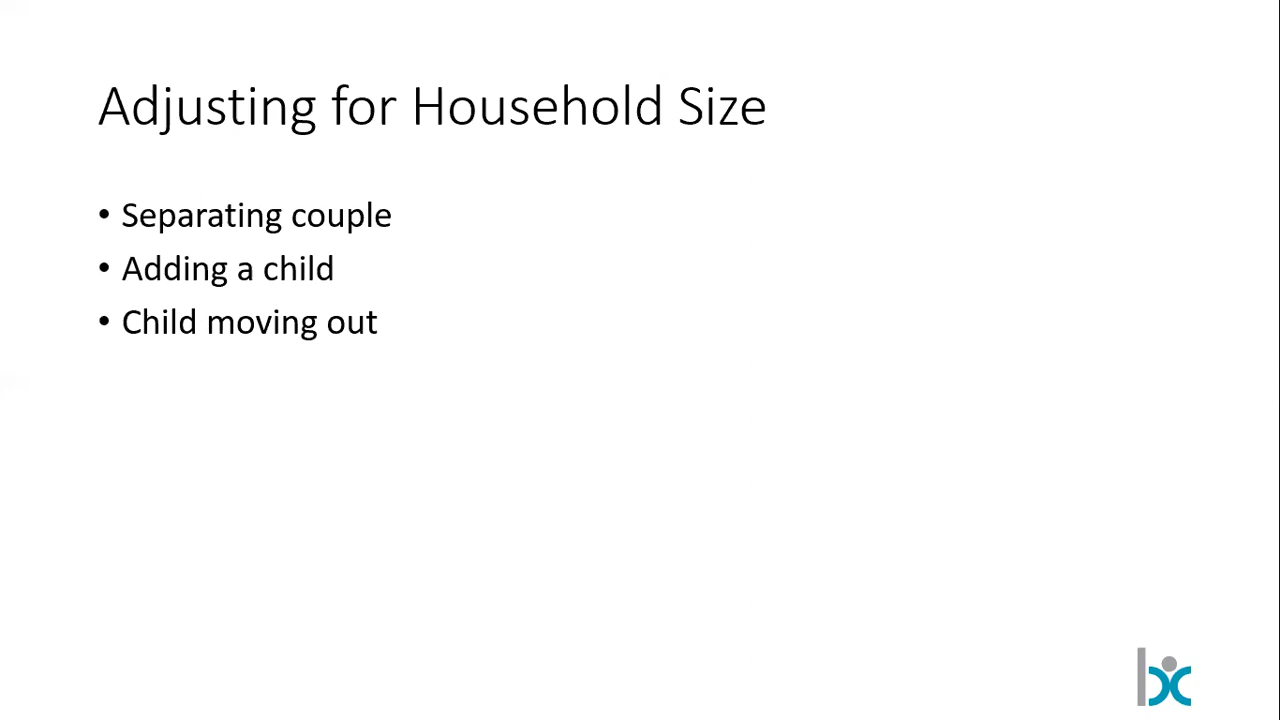 Adjusting for Household Size
• Separating couple
• Adding a child
• Child moving out